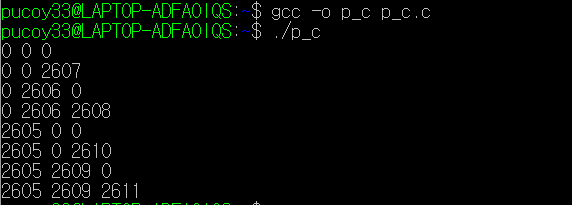 pucoy33@LAPTOP-ADFAOIQS:~$ gcc -o p_c p_c.c
pucoy33@LAPTOP-ADFAOIQS:~$ ./p_c
0 0 0
0 0 2607
0 2606 0
0 2606 2608
2605 0 0
2605 0 2610
2605 2609 0
2605 2609 2611